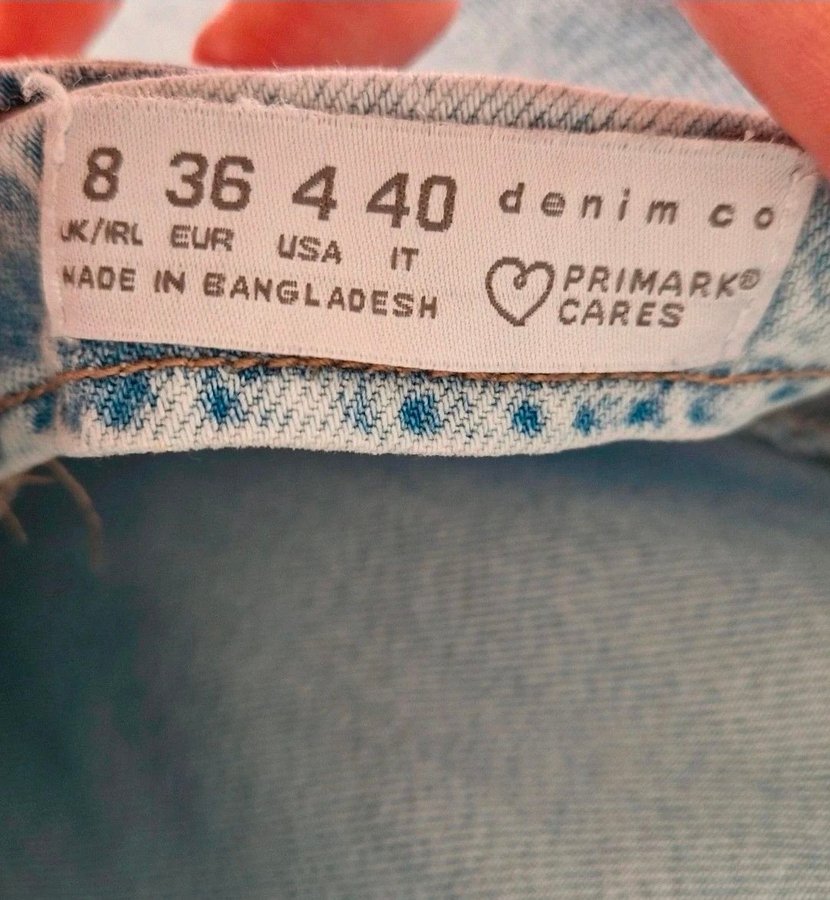 8 36 4 40
UK/IRL EUR USA IT
MADE IN BANGLADESH
denim co
PRIMARK®
CARES